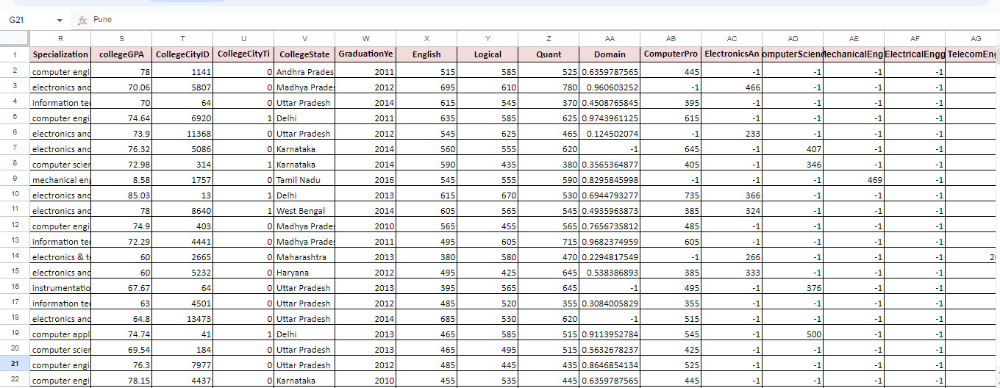 G21 fx Pune
R S T U V W X Y Z AA AB AC AD AE AF AG
1 Specialization collegeGPA CollegeCityID CollegeCityTi CollegeState GraduationYe English Logical Quant Domain ComputerPro ElectronicsAn omputerScien MechanicalEng ElectricalEngg TelecomEng
2 computer engi 78 1141 0 Andhra Prades 2011 515 585 525 0.6359787565 445 -1 -1 -1 -1
3 electronics and 70.06 5807 0 Madhya Prades 2012 695 610 780 0.960603252 -1 466 -1 -1 -1
4 information tec 70 64 0 Uttar Pradesh 2014 615 545 370 0.4508765845 395 -1 -1 -1 -1
5 computer engi 74.64 6920 1 Delhi 2011 635 585 625 0.9743961125 615 -1 -1 -1 -1
6 electronics and 73.9 11368 0 Uttar Pradesh 2012 545 625 465 0.124502074 -1 233 -1 -1 -1
7 electronics and 76.32 5086 0 Karnataka 2014 560 555 620 -1 645 -1 407 -1 -1
8 computer scien 72.98 314 1 Karnataka 2014 590 435 380 0.3565364877 405 -1 346 -1 -1
9 mechanical eng 8.58 1757 0 Tamil Nadu 2016 545 555 590 0.8295845998 -1 -1 -1 469 -1
10 electronics and 85.03 13 1 Delhi 2013 615 670 530 0.6944793277 735 366 -1 -1 -1
11 electronics and 78 8640 1 West Bengal 2014 605 565 545 0.4935963873 385 324 -1 -1 -1
12 computer engi 74.9 403 0 Madhya Prades 2010 565 455 565 0.7656735812 485 -1 -1 -1 -1
13 information tec 72.29 4441 0 Madhya Prades 2011 495 605 715 0.9682374959 605 -1 -1 -1 -1
14 electronics & t 60 2665 0 Maharashtra 2013 380 580 470 0.2294817549 -1 266 -1 -1 -1
15 electronics and 60 5232 0 Haryana 2012 495 425 645 0.538386893 385 333 -1 -1 -1
16 instrumentatio 67.67 64 0 Uttar Pradesh 2013 395 565 645 -1 495 -1 376 -1 -1
17 information tec 63 4501 0 Uttar Pradesh 2012 485 520 355 0.3084005829 355 -1 -1 -1 -1
18 electronics and 64.8 13473 0 Uttar Pradesh 2014 685 530 620 -1 515 -1 -1 -1 -1
19 computer appl 74.74 41 1 Delhi 2013 465 585 515 0.9113952784 545 -1 500 -1 -1
20 computer scien 69.54 184 0 Uttar Pradesh 2013 465 495 515 0.5632678237 425 -1 -1 -1 -1
21 computer engi 76.3 7977 0 Uttar Pradesh 2012 485 445 435 0.8646854134 525 -1 -1 -1 -1
22 computer engi 78.15 4437 0 Karnataka 2010 455 535 445 0.6359787565 445 -1 -1 -1 -1